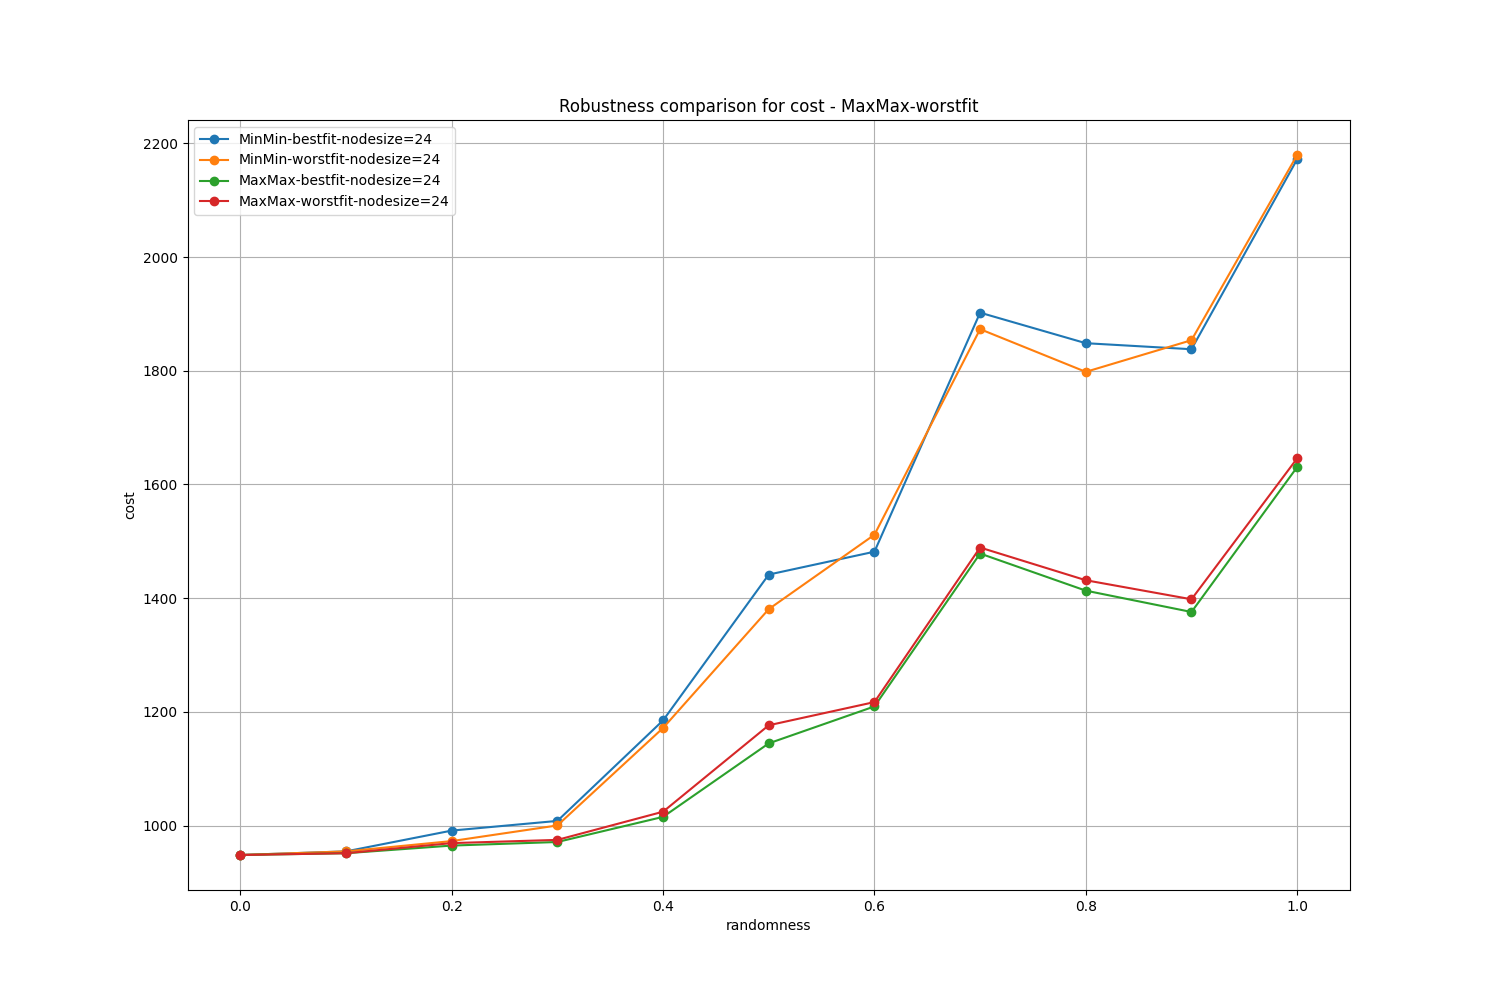 Robustness comparison for cost - MaxMax-worstfit
MinMin-bestfit-nodesize=24
MinMin-worstfit-nodesize=24
MaxMax-bestfit-nodesize=24
MaxMax-worstfit-nodesize=24
2200
2000
1800
1600
1400
1200
1000
cost
0.0 0.2 0.4 0.6 0.8 1.0
randomness